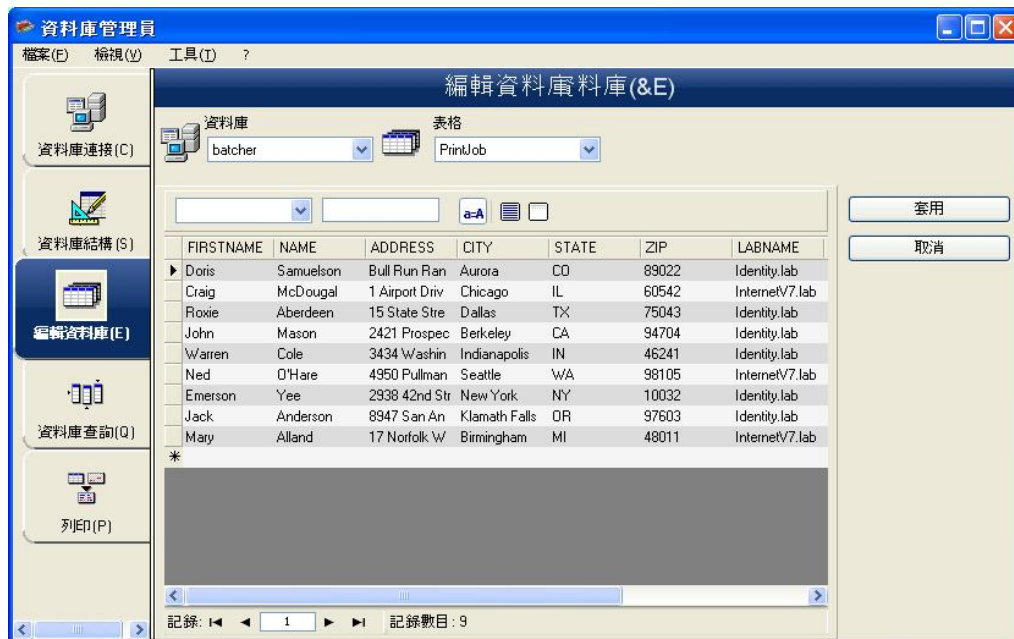 資料庫管理員
檔案(F) 檢視(V) 工具(T) ?
資料庫連接(C)
資料庫結構(S)
編輯資料庫(E)
資料庫查詢(Q)
列印(P)
編輯資料庫料庫(&E)
資料庫 表格
batcher PrintJob
a=A
套用
取消
FIRSTNAME NAME ADDRESS CITY STATE ZIP LABNAME
Doris Samuelson Bull Run Ran Aurora CO 89022 Identity.lab
Craig McDougal 1 Airport Driv Chicago IL 60542 InternetV7.lab
Roxie Aberdeen 15 State Stre Dallas TX 75043 Identity.lab
John Mason 2421 Prospec Berkeley CA 94704 Identity.lab
Warren Cole 3434 Washin Indianapolis IN 46241 Identity.lab
Ned O'Hare 4950 Pullman Seattle WA 98105 InternetV7.lab
Emerson Yee 2938 42nd Str New York NY 10032 Identity.lab
Jack Anderson 8947 San An Klamath Falls OR 97603 Identity.lab
Mary Alland 17 Norfolk W Birmingham MI 48011 InternetV7.lab
記錄: 1 記錄數目: 9